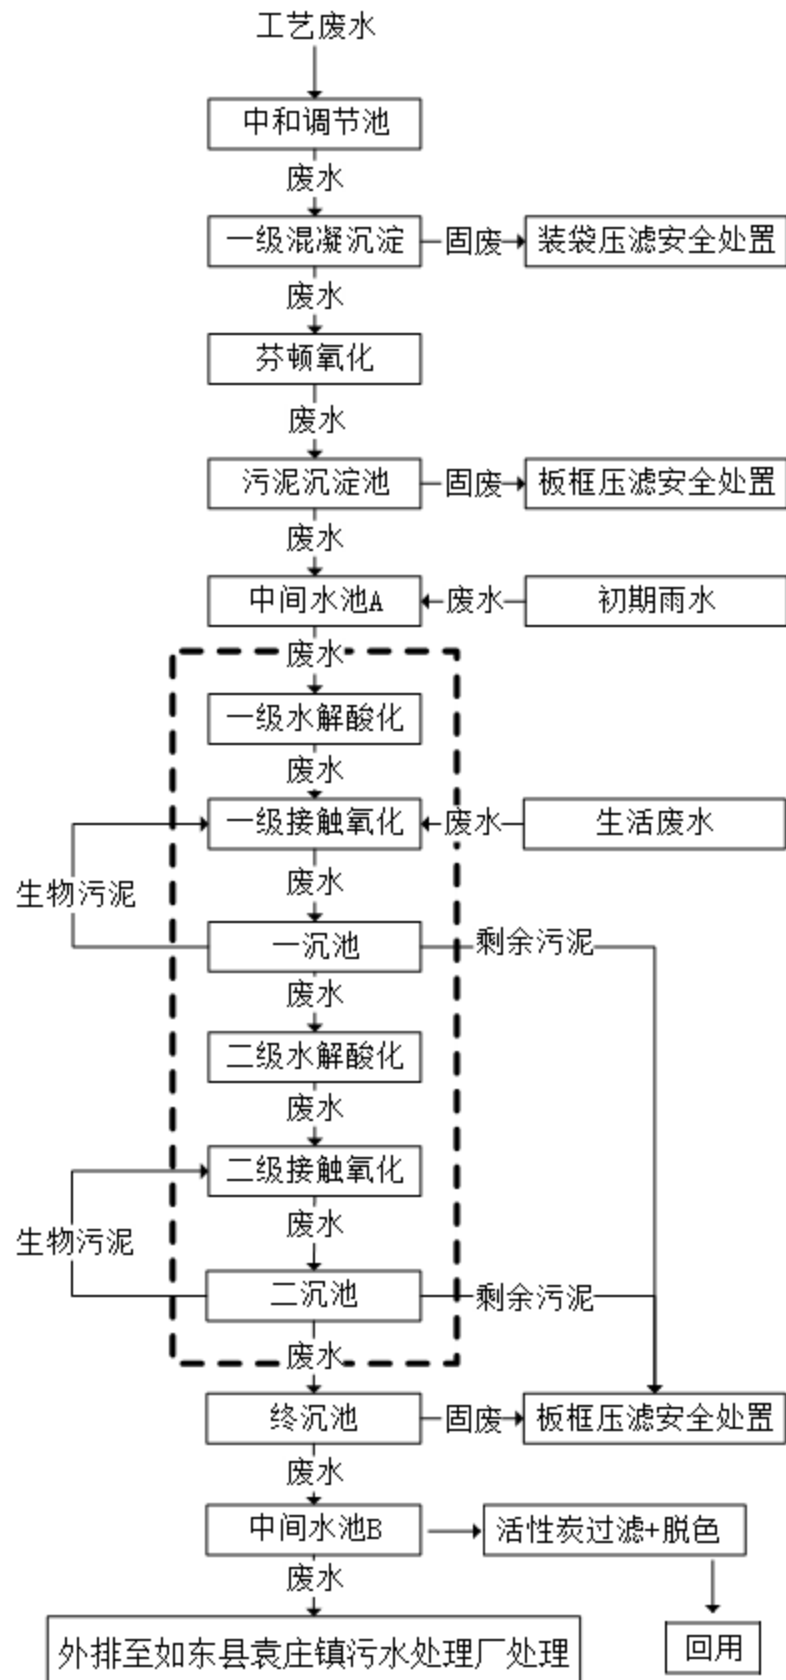 工艺废水
中和调节池
废水
一级混凝沉淀
固废
装袋压滤安全处置
废水
芬顿氧化
废水
污泥沉淀池
固废
板框压滤安全处置
废水
中间水池A
废水
初期雨水
废水
一级水解酸化
废水
一级接触氧化
废水
生活废水
废水
生物污泥
一沉池
剩余污泥
废水
二级水解酸化
废水
二级接触氧化
废水
生物污泥
二沉池
剩余污泥
废水
终沉池
固废
板框压滤安全处置
废水
中间水池B
活性炭过滤+脱色
废水
外排至如东县袁庄镇污水处理厂处理
回用